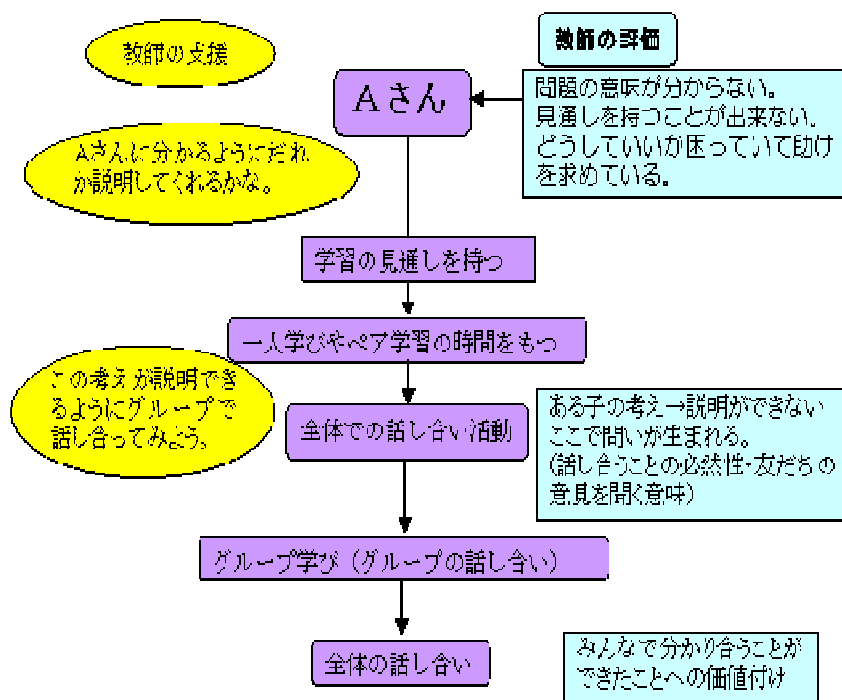 教師の支援
教師の評価
Aさん
問題の意味が分からない。
見通しを持つことが出来ない。
どうしていいか困っていて助け
を求めている。
Aさんに分かるようにだれ
か説明してくれるかな。
学習の見通しを持つ
一人学びやペア学習の時間をもつ
この考えが説明でき
るようにグループで
話し合ってみよう。
全体での話し合い活動
ある子の考え→説明ができない
ここで問いが生まれる。
(話し合うことの必然性・友だちの
意見を聞く意味)
グループ学び(グループの話し合い)
全体の話し合い
みんなで分かり合うことが
できたことへの価値付け